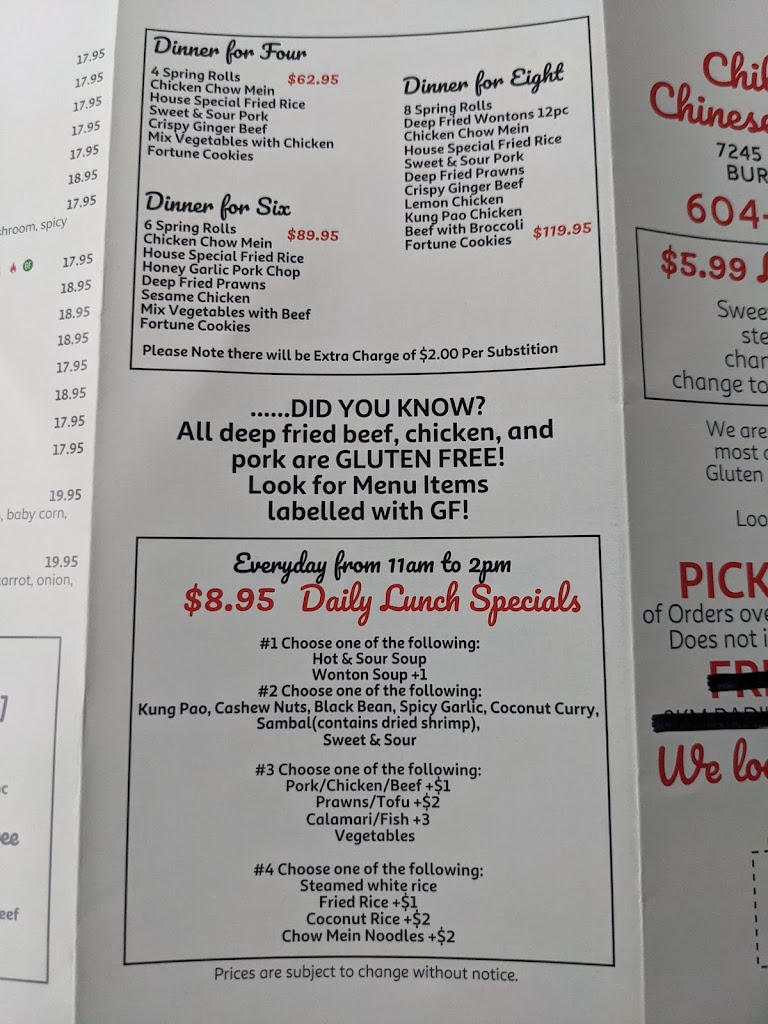 17.95
17.95
17.95
17.95
17.95
18.95
17.95
hroom, spicy
17.95
18.95
18.95
18.95
17.95
18.95
17.95
17.95
19.95
, baby corn,
19.95
arrot, onion,
ee
eef
Dinner for Four
4 Spring Rolls $62.95
Chicken Chow Mein
House Special Fried Rice
Sweet & Sour Pork
Crispy Ginger Beef
Mix Vegetables with Chicken
Fortune Cookies
Dinner for Six
6 Spring Rolls
Chicken Chow Mein $89.95
House Special Fried Rice
Honey Garlic Pork Chop
Deep Fried Prawns
Sesame Chicken
Mix Vegetables with Beef
Fortune Cookies
Dinner for Eight
8 Spring Rolls
Deep Fried Wontons 12pc
Chicken Chow Mein
House Special Fried Rice
Sweet & Sour Pork
Deep Fried Prawns
Crispy Ginger Beef
Lemon Chicken
Kung Pao Chicken
Beef with Broccoli $119.95
Fortune Cookies
Please Note there will be Extra Charge of $2.00 Per Substition
......DID YOU KNOW?
All deep fried beef, chicken, and
pork are GLUTEN FREE!
Look for Menu Items
labelled with GF!
Everyday from 11am to 2pm
$8.95 Daily Lunch Specials
#1 Choose one of the following:
Hot & Sour Soup
Wonton Soup +1
#2 Choose one of the following:
Kung Pao, Cashew Nuts, Black Bean, Spicy Garlic, Coconut Curry,
Sambal(contains dried shrimp),
Sweet & Sour
#3 Choose one of the following:
Pork/Chicken/Beef +$1
Prawns/Tofu +$2
Calamari/Fish +3
Vegetables
#4 Choose one of the following:
Steamed white rice
Fried Rice +$1
Coconut Rice +$2
Chow Mein Noodles +$2
Prices are subject to change without notice.
Chil
Chinese
7245
BUR
604-
$5.99
Swee
ste
char
change to
We are
most
Gluten
Loo
PICK
of Orders ove
Does not i
We lo